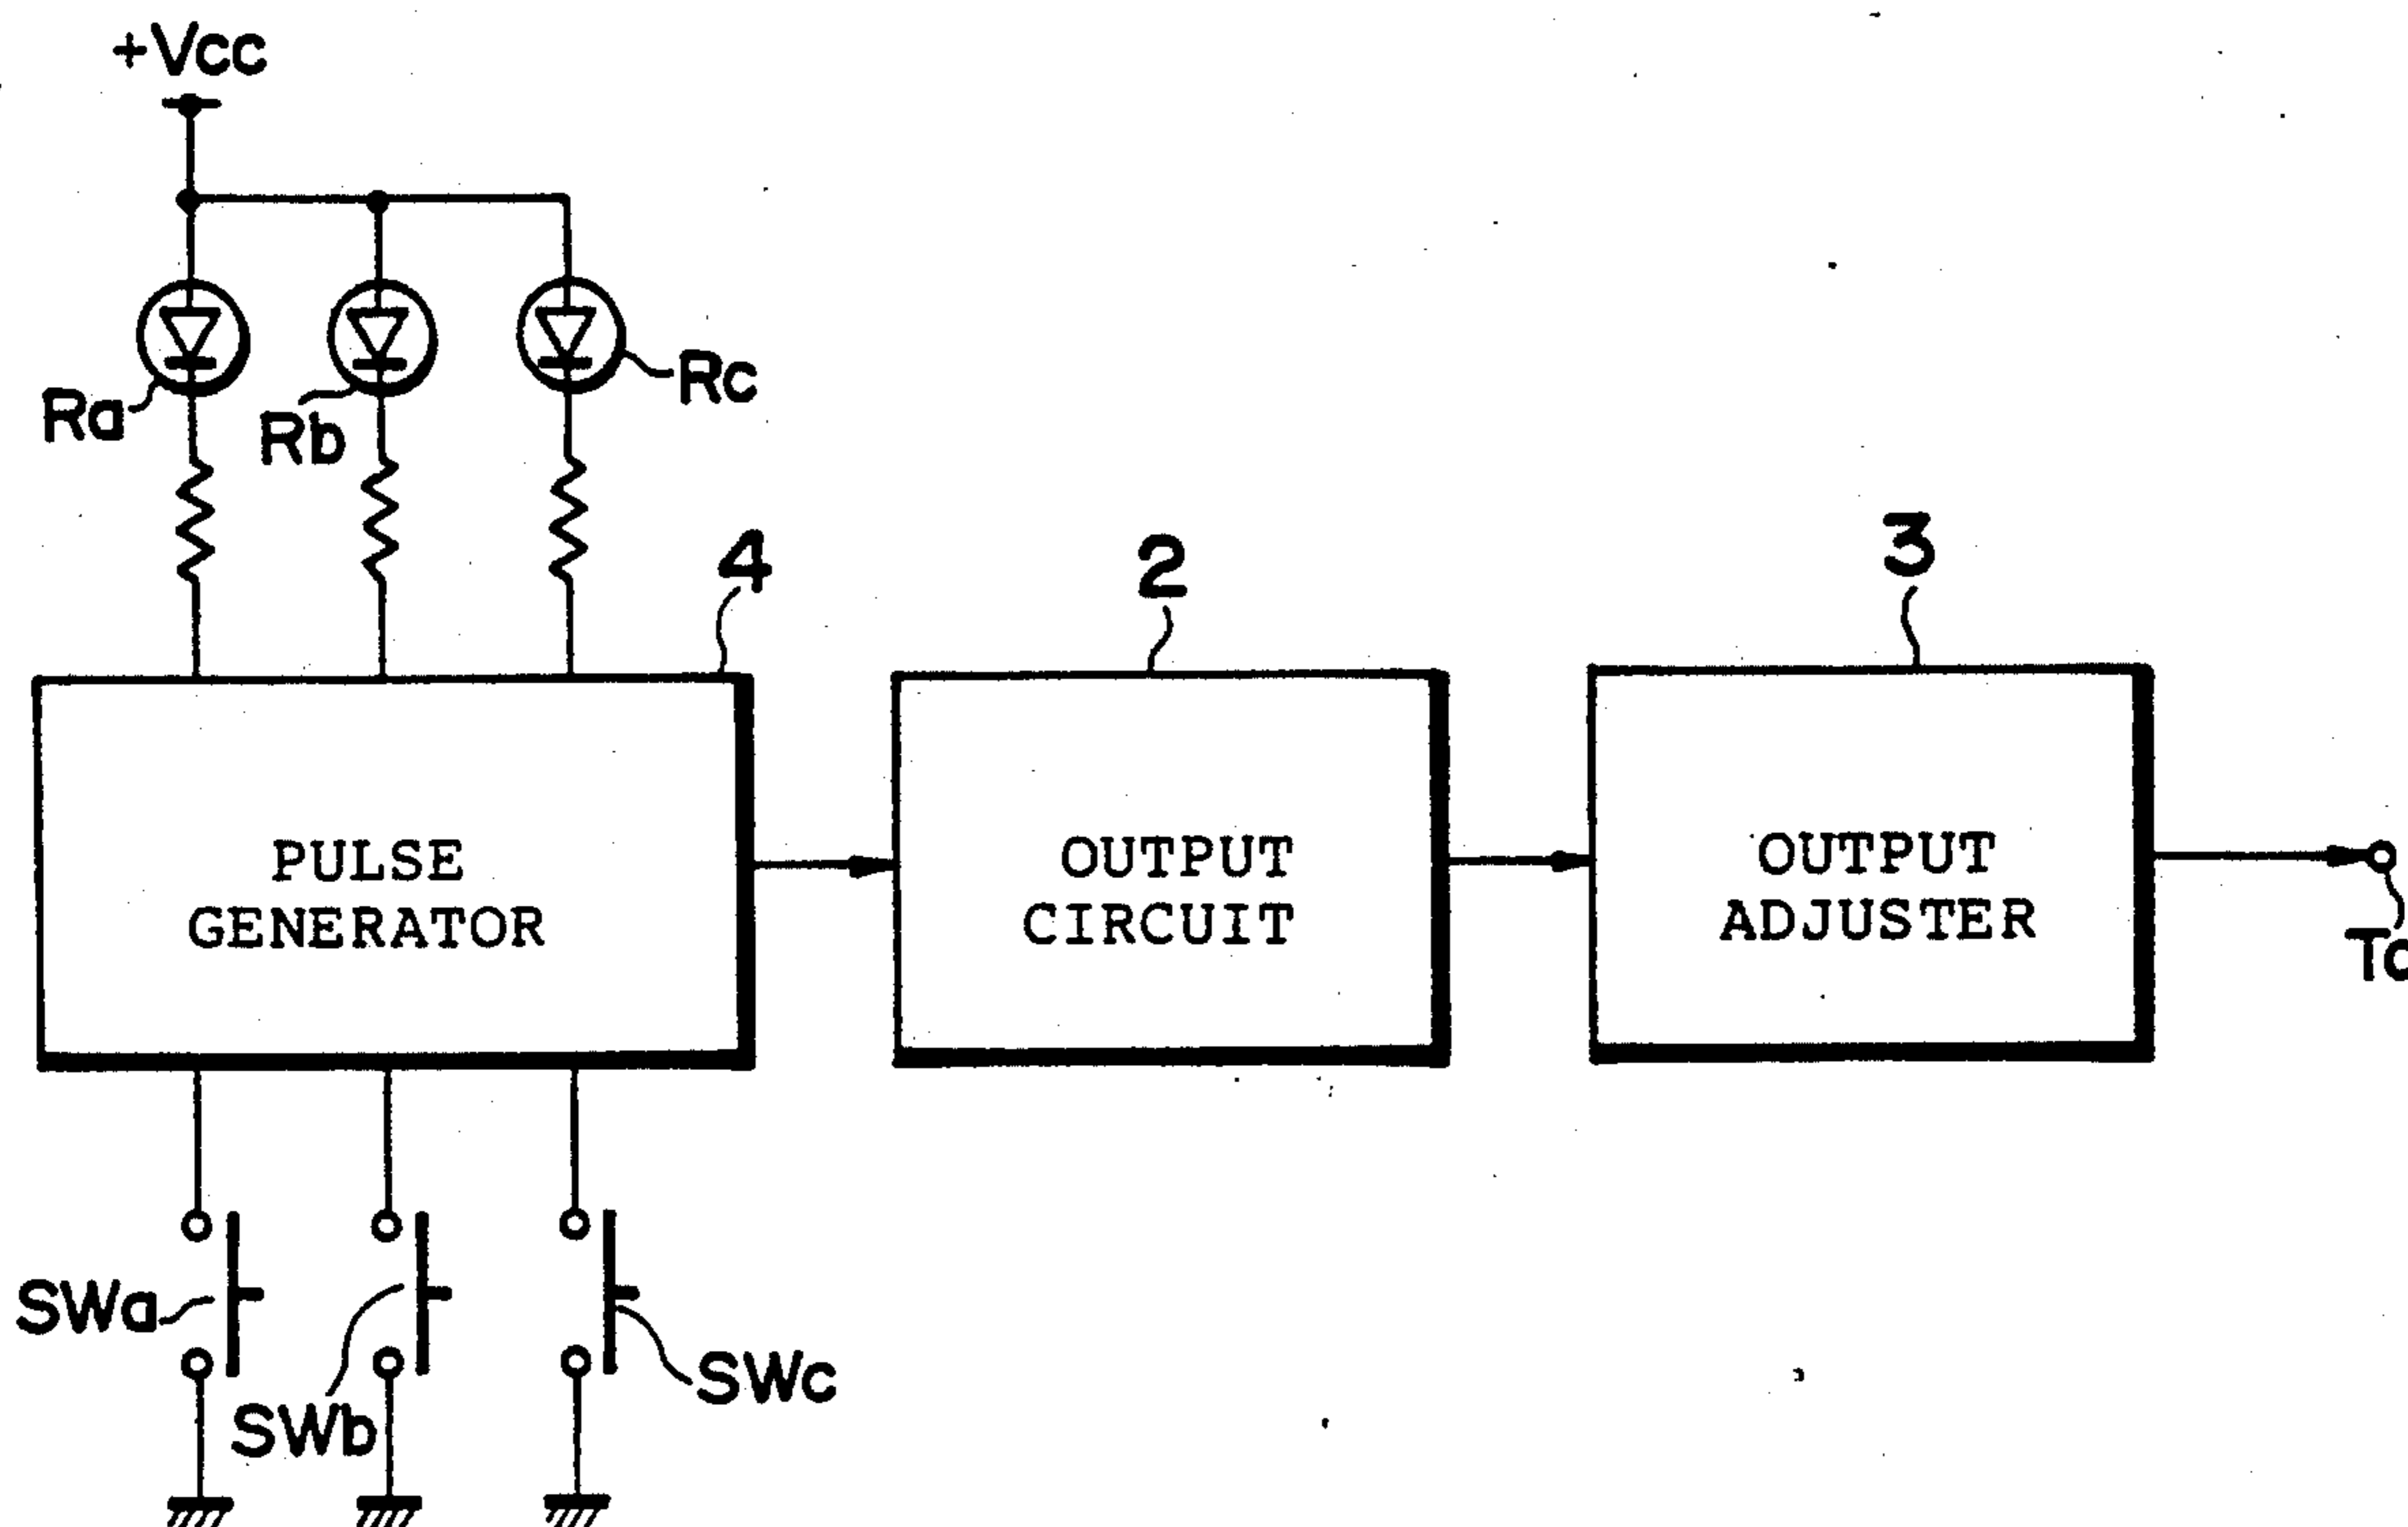 +Vcc
Ra
Rb
Rc
4
2
3
PULSE
GENERATOR
OUTPUT
CIRCUIT
OUTPUT
ADJUSTER
SWa
SWb
SWc